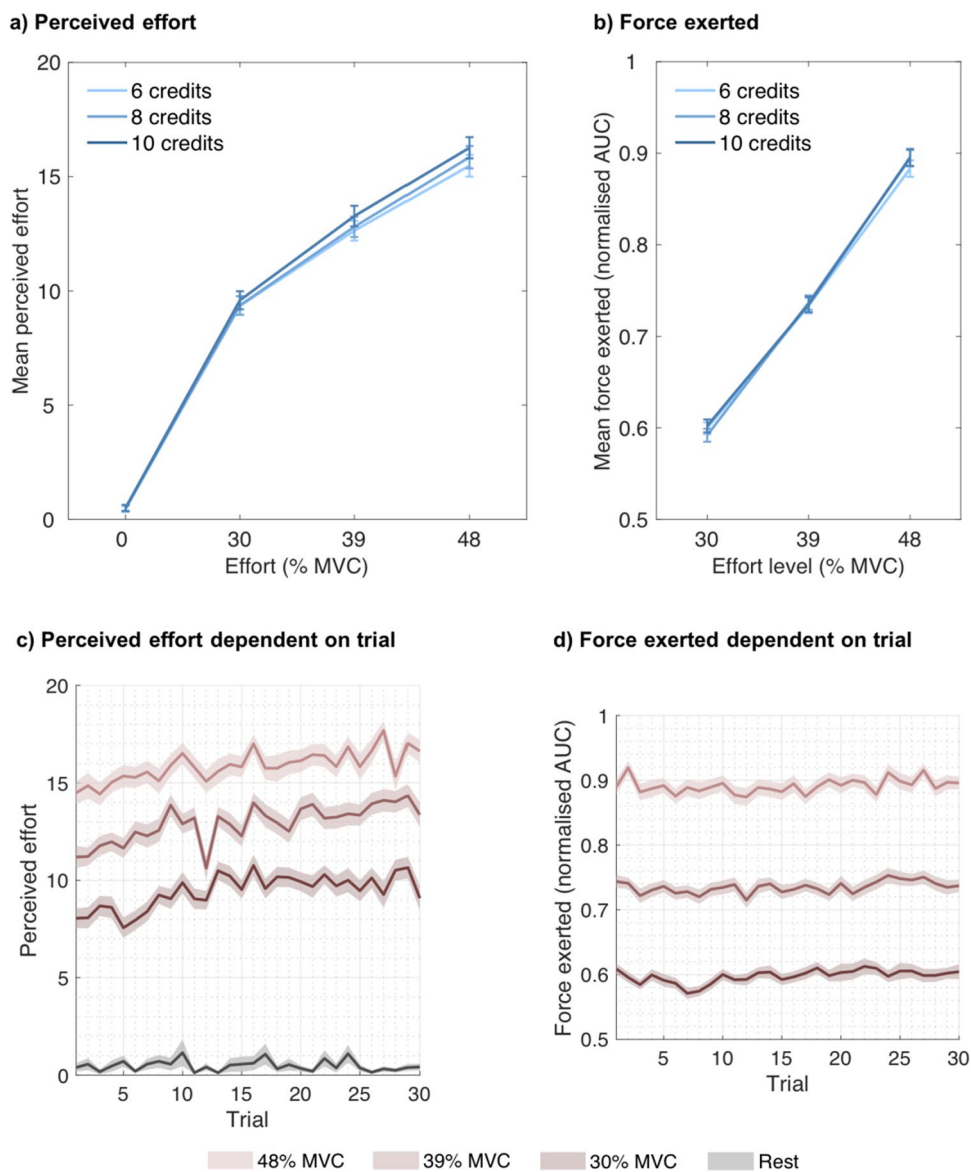 a) Perceived effort
20
15
10
5
0
Mean perceived effort
6 credits
8 credits
10 credits
0 30 39 48
Effort (% MVC)
b) Force exerted
1
0.9
0.8
0.7
0.6
0.5
Mean force exerted (normalised AUC)
6 credits
8 credits
10 credits
30 39 48
Effort level (% MVC)
c) Perceived effort dependent on trial
20
15
10
5
0
Perceived effort
5 10 15 20 25 30
Trial
d) Force exerted dependent on trial
1
0.9
0.8
0.7
0.6
0.5
Force exerted (normalised AUC)
5 10 15 20 25 30
Trial
48% MVC 39% MVC 30% MVC Rest